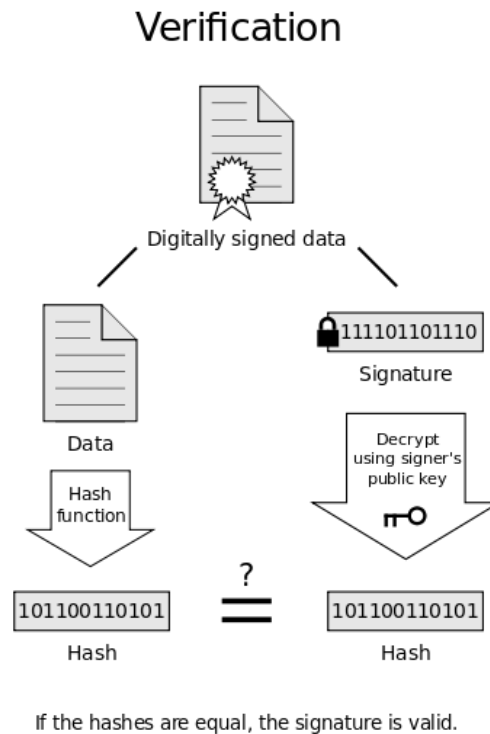 Verification
Digitally signed data
111101101110
Signature
Data
Decrypt
using signer's
public key
Hash
function
?
101100110101
101100110101
Hash
Hash
If the hashes are equal, the signature is valid.